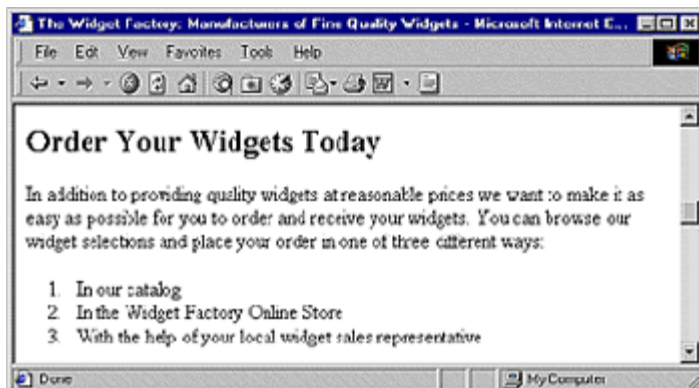 The Widget Factory: Manufacturers of Fine Quality Widgets - Microsoft Internet E...
File Edit View Favorites Tools Help
Order Your Widgets Today
In addition to providing quality widgets at reasonable prices we want to make it as
easy as possible for you to order and receive your widgets. You can browse our
widget selections and place your order in one of three different ways:
1. In our catalog
2. In the Widget Factory Online Store
3. With the help of your local widget sales representative
Done My Computer